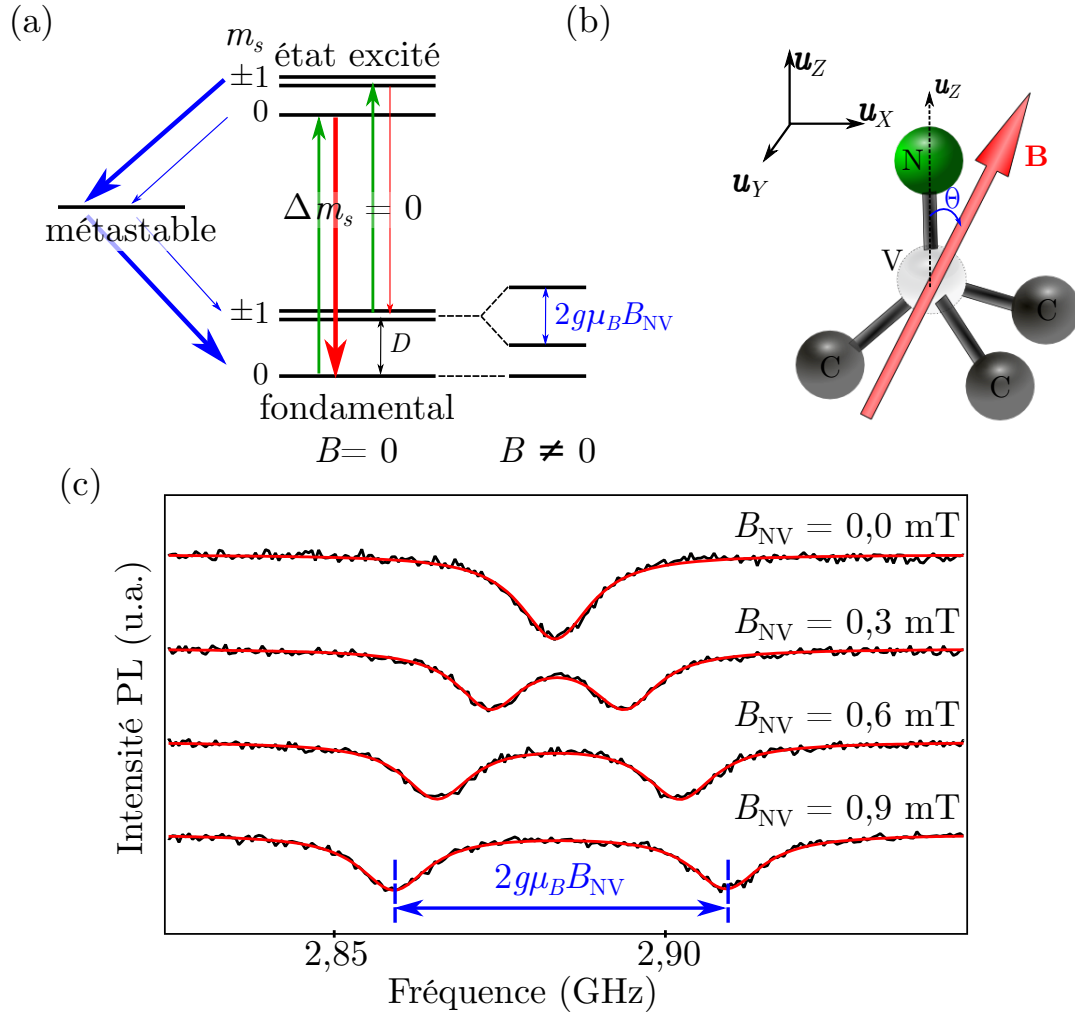 (a)
m_s
état excité
±1
0
Δm_s = 0
métastable
±1
0
D
2gμ_B B_NV
fondamental
B= 0
B ≠ 0
(b)
u_Z
u_X
u_Y
u_Z
N
B
Θ
V
C
C
C
(c)
B_NV = 0,0 mT
B_NV = 0,3 mT
B_NV = 0,6 mT
B_NV = 0,9 mT
2gμ_B B_NV
Intensité PL (u.a.)
2,85
2,90
Fréquence (GHz)